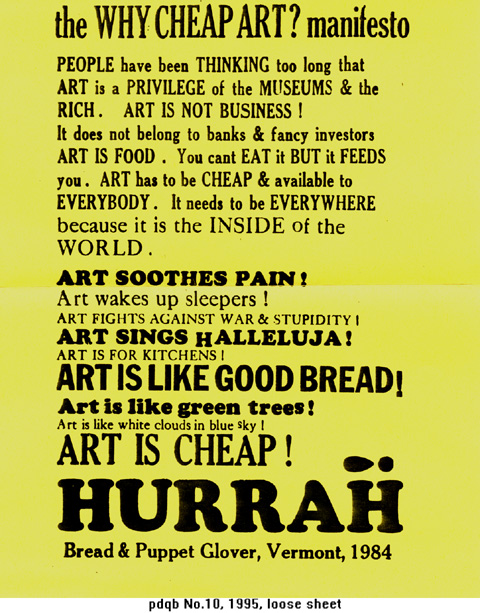 the WHY CHEAP ART? manifesto
PEOPLE have been THINKING too long that
ART is a PRIVILEGE of the MUSEUMS & the
RICH. ART IS NOT BUSINESS !
It does not belong to banks & fancy investors
ART IS FOOD . You cant EAT it BUT it FEEDS
you. ART has to be CHEAP & available to
EVERYBODY. It needs to be EVERYWHERE
because it is the INSIDE of the
WORLD.
ART SOOTHES PAIN!
Art wakes up sleepers !
ART FIGHTS AGAINST WAR & STUPIDITY !
ART SINGS HALLELUJA!
ART IS FOR KITCHENS !
ART IS LIKE GOOD BREAD!
Art is like green trees!
Art is like white clouds in blue sky !
ART IS CHEAP !
HURRAH
Bread & Puppet Glover, Vermont, 1984
pdqb No.10, 1995, loose sheet